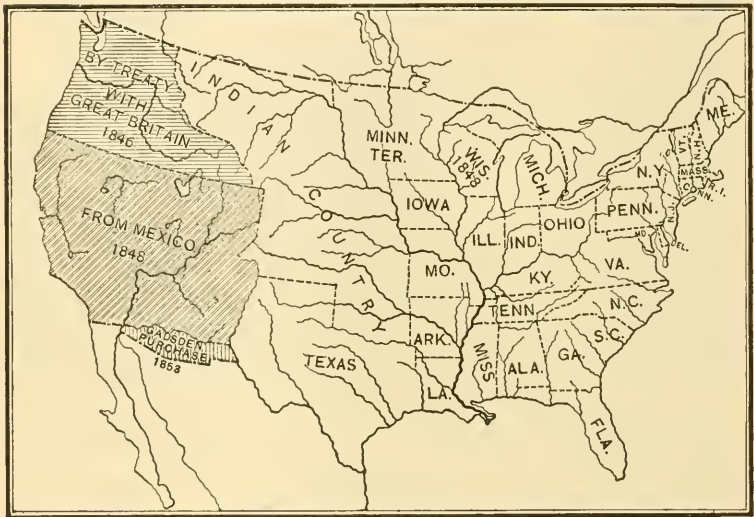 BY TREATY
WITH
GREAT BRITAIN
1846
INDIAN
COUNTRY
FROM MEXICO
1848
GADSDEN
PURCHASE
1853
TEXAS
MINN.
TER.
IOWA
MO.
ARK.
LA.
WIS.
1848
MICH
ILL.
IND.
OHIO
KY.
TENN.
MISS
ALA.
GA.
FLA.
S.C.
N.C.
VA.
PENN.
N.Y.
N.J.
MD.
DEL.
VT.
N.H.
MASS.
CONN.
R.I.
ME.